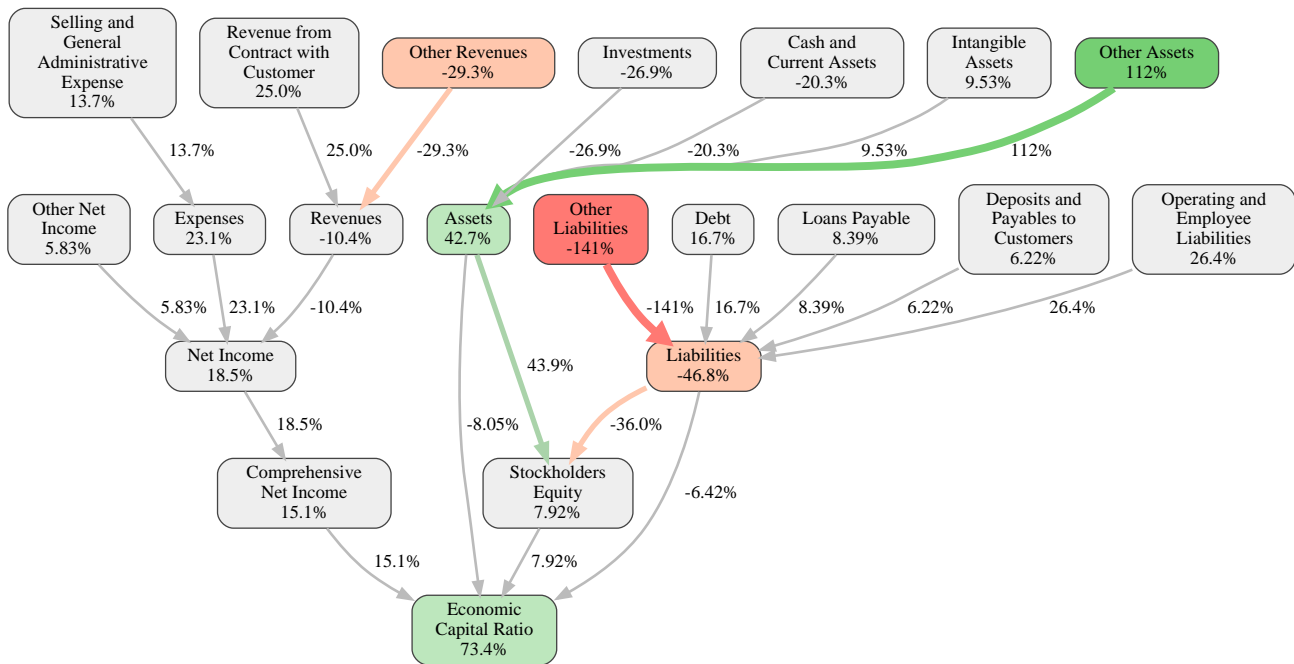 Selling and
General
Administrative
Expense
13.7%
Revenue from
Contract with
Customer
25.0%
Other Revenues
-29.3%
Investments
-26.9%
Cash and
Current Assets
-20.3%
Intangible
Assets
9.53%
Other Assets
112%
13.7%
25.0%
-29.3%
-26.9%
-20.3%
9.53%
112%
Other Net
Income
5.83%
Expenses
23.1%
Revenues
-10.4%
Assets
42.7%
Other
Liabilities
-141%
Debt
16.7%
Loans Payable
8.39%
Deposits and
Payables to
Customers
6.22%
Operating and
Employee
Liabilities
26.4%
5.83%
23.1%
-10.4%
-141%
16.7%
8.39%
6.22%
26.4%
Net Income
18.5%
43.9%
Liabilities
-46.8%
18.5%
-8.05%
-36.0%
Comprehensive
Net Income
15.1%
Stockholders
Equity
7.92%
-6.42%
15.1%
7.92%
Economic
Capital Ratio
73.4%